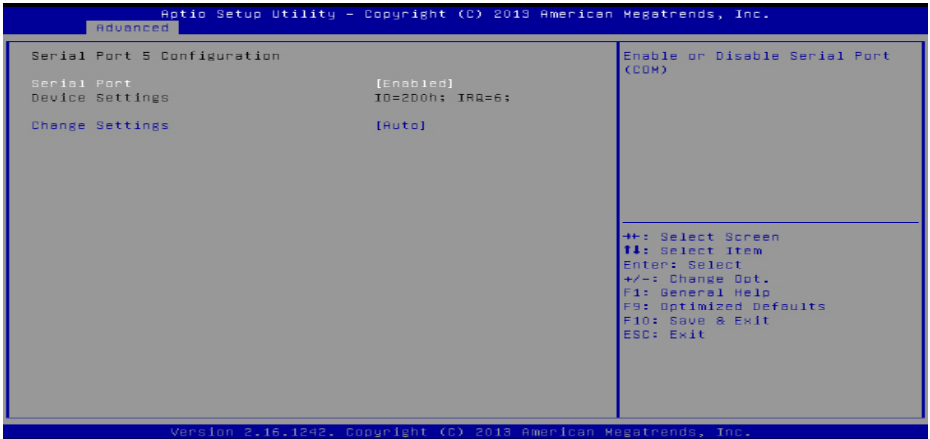 Aptio Setup Utility – Copyright (C) 2013 American Megatrends, Inc.
Advanced
Serial Port 5 Configuration
Serial Port [Enabled]
Device Settings IO=2D0h; IRQ=6;
Change Settings [Auto]
Enable or Disable Serial Port
(COM)
→←: Select Screen
↑↓: Select Item
Enter: Select
+/-: Change Opt.
F1: General Help
F9: Optimized Defaults
F10: Save & Exit
ESC: Exit
Version 2.16.1242. Copyright (C) 2013 American Megatrends, Inc.